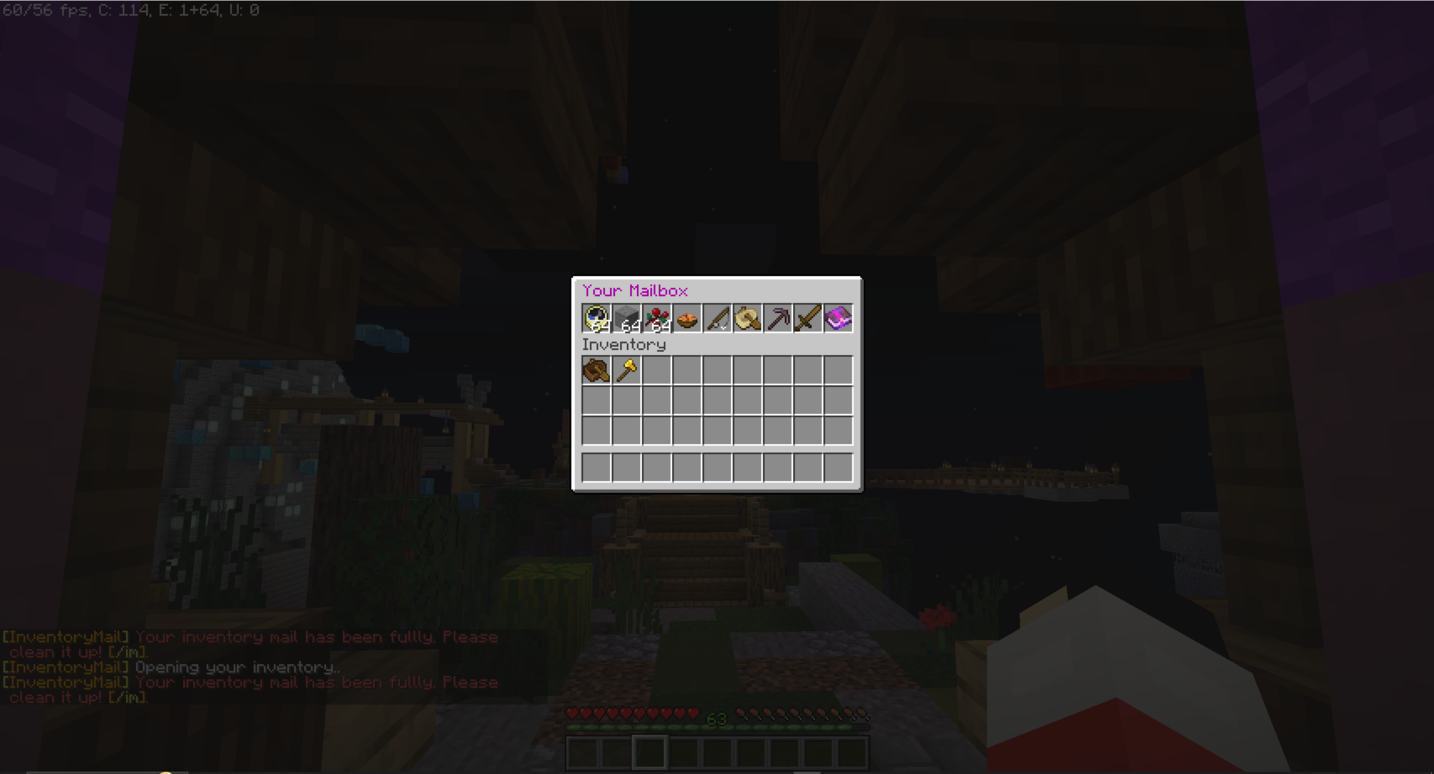 60/56 fps, C: 114, E: 1+64, U: 0
Your Mailbox
64 64 64
Inventory
[InventoryMail] Your inventory mail has been fullly. Please
clean it up! [/im].
[InventoryMail] Opening your inventory..
[InventoryMail] Your inventory mail has been fullly. Please
clean it up! [/im].
63